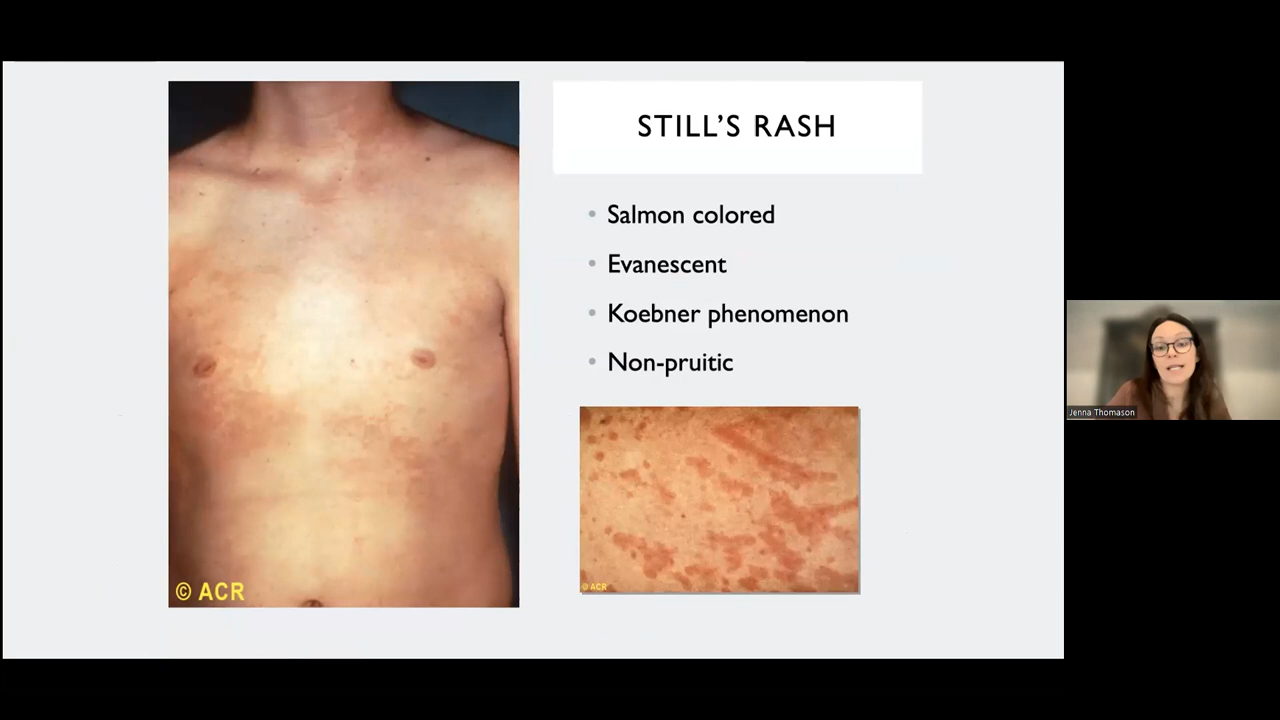 STILL'S RASH
• Salmon colored
• Evanescent
• Koebner phenomenon
• Non-pruitic
© ACR
© ACR
Jenna Thomason